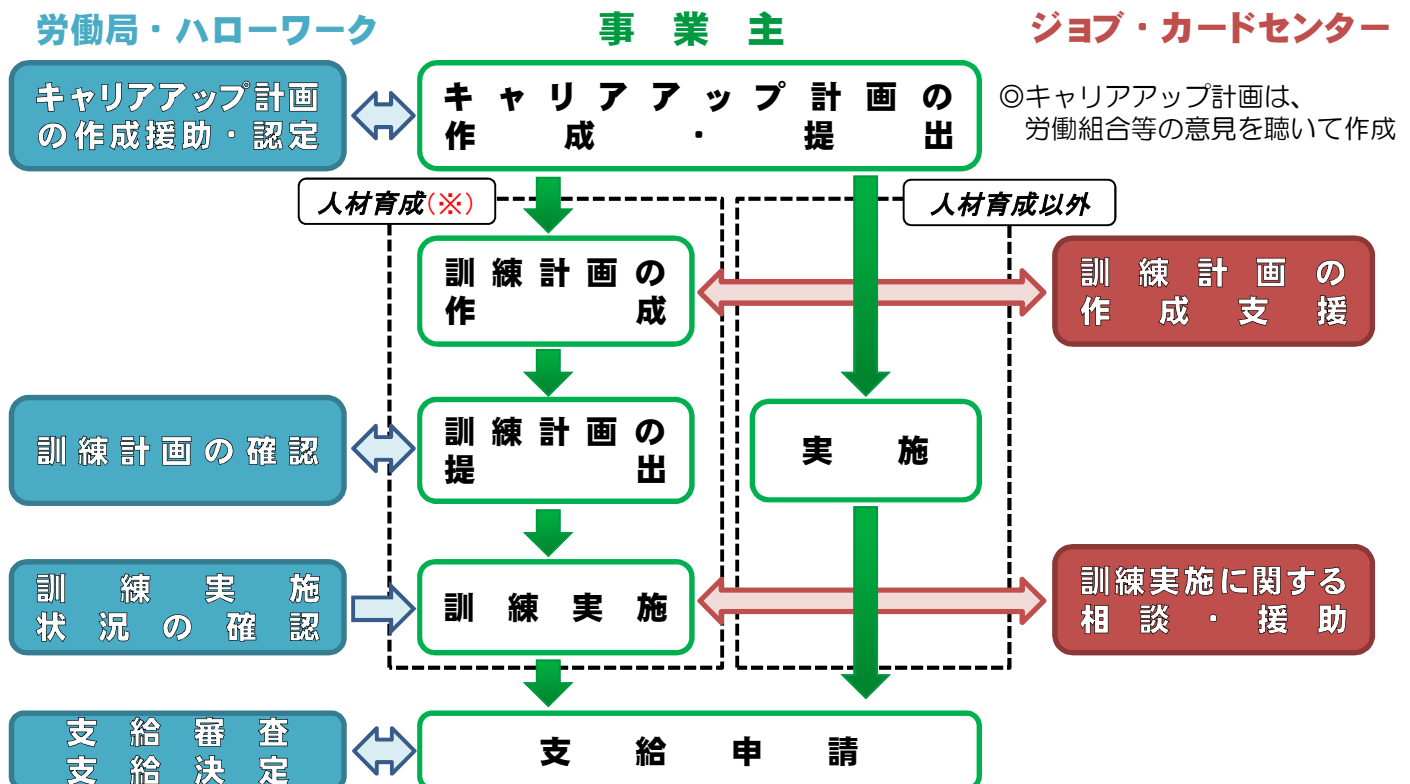 労働局・ハローワーク
事業主
ジョブ・カードセンター
キャリアアップ計画
の作成援助・認定
キャリアアップ計画の
作成・提出
◎キャリアアップ計画は、
労働組合等の意見を聴いて作成
人材育成(※)
人材育成以外
訓練計画の
作成
訓練計画の
作成支援
訓練計画の確認
訓練計画の
提出
実施
訓練実施
状況の確認
訓練実施
訓練実施に関する
相談・援助
支給審査
支給決定
支給申請